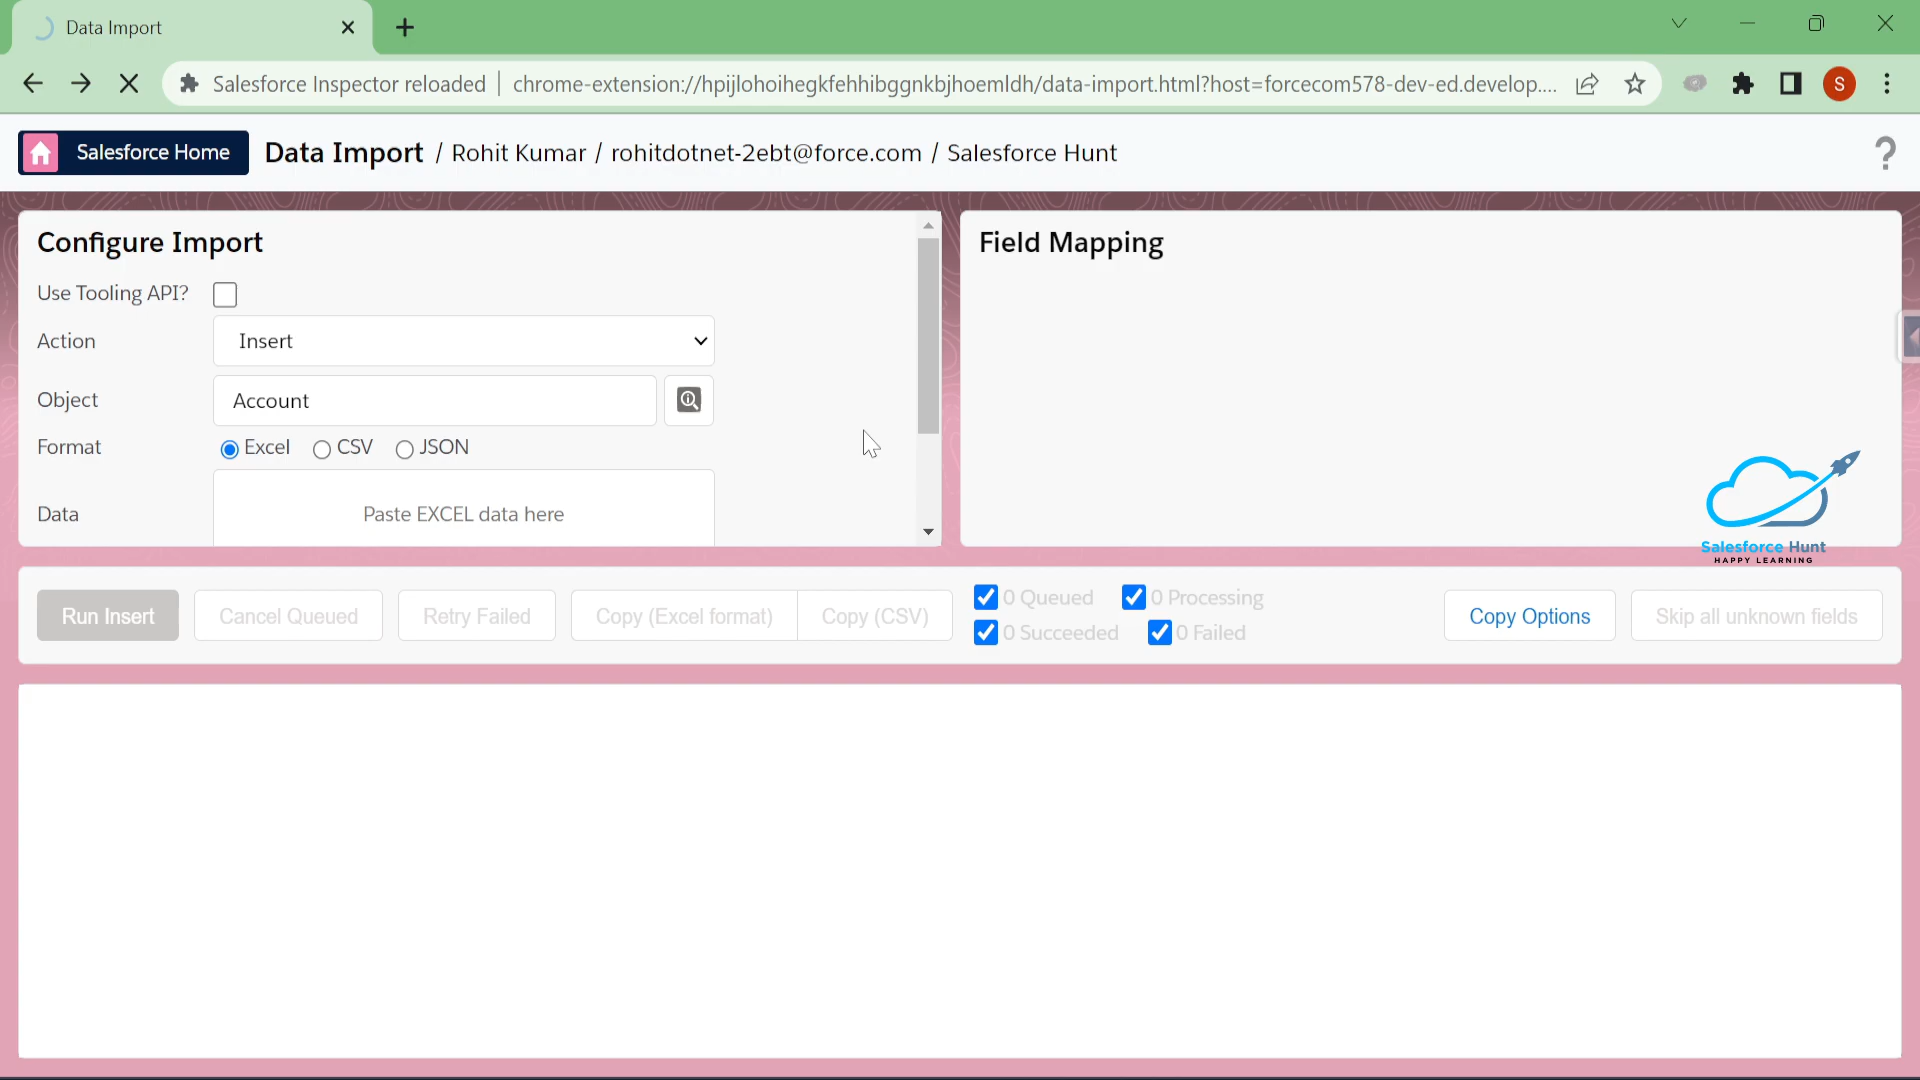 Data Import
Salesforce Inspector reloaded
chrome-extension://hpijlohoihegkfehhibggnkbjhoemldh/data-import.html?host=forcecom578-dev-ed.develop....
S
Salesforce Home
Data Import / Rohit Kumar / rohitdotnet-2ebt@force.com / Salesforce Hunt
?
Configure Import
Use Tooling API?
Action
Insert
Object
Account
Format
Excel
CSV
JSON
Data
Paste EXCEL data here
Field Mapping
Salesforce Hunt
HAPPY LEARNING
Run Insert
Cancel Queued
Retry Failed
Copy (Excel format)
Copy (CSV)
0 Queued
0 Processing
0 Succeeded
0 Failed
Copy Options
Skip all unknown fields